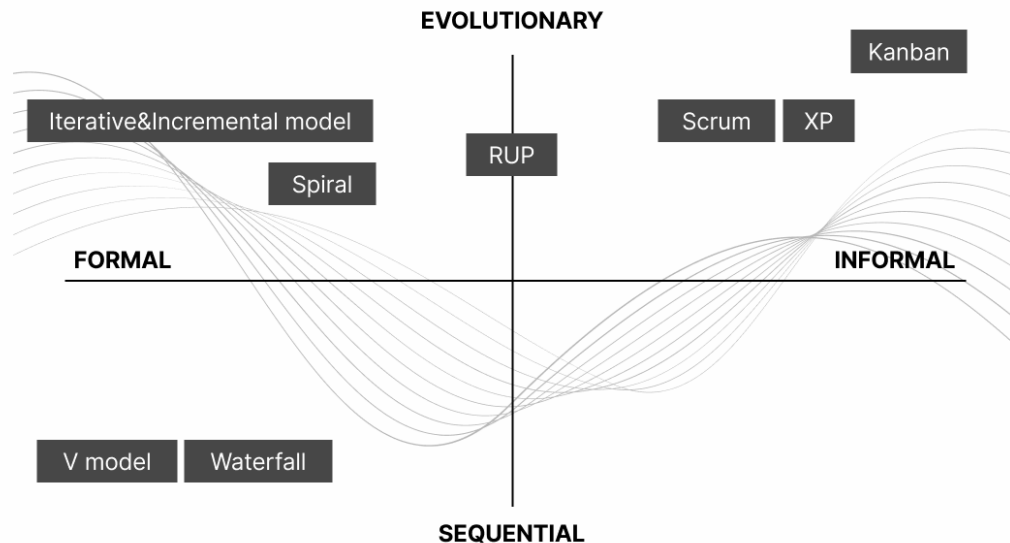 EVOLUTIONARY
Kanban
Iterative&Incremental model
Scrum
XP
RUP
Spiral
FORMAL
INFORMAL
V model
Waterfall
SEQUENTIAL